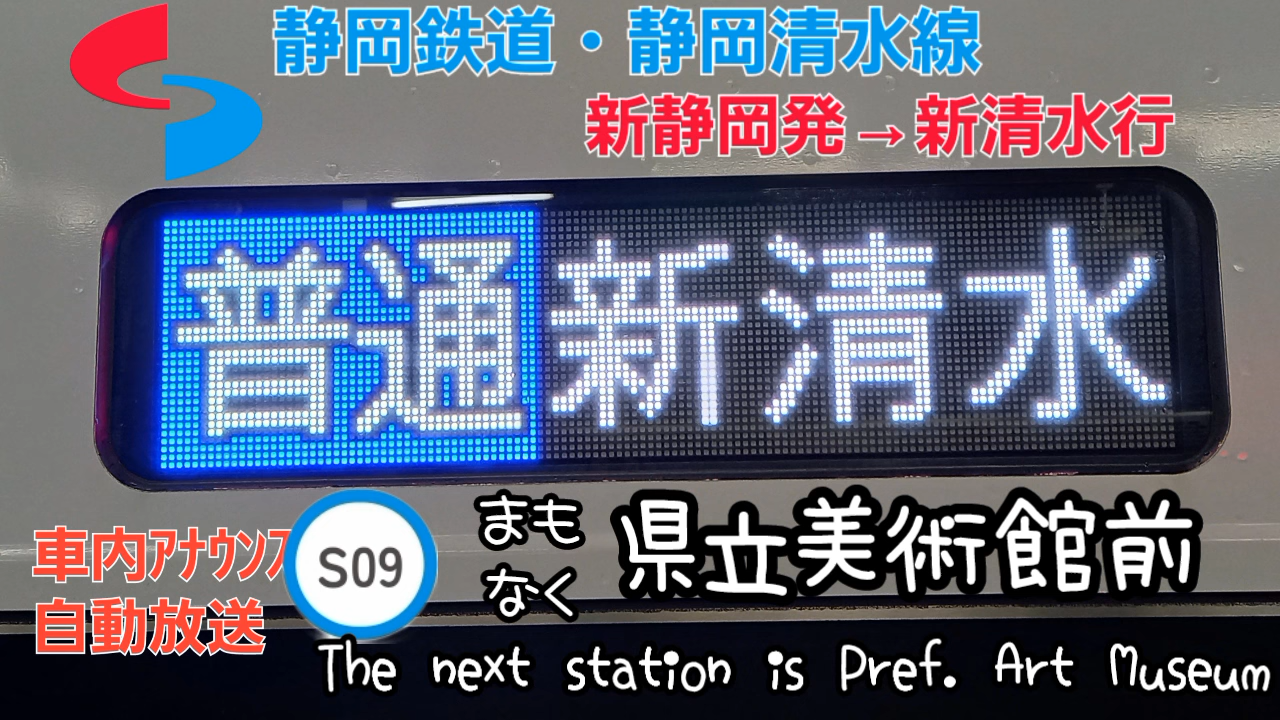 静岡鉄道・静岡清水線
新静岡発→新清水行
普通新清水
車内ｱﾅｳﾝｽ
自動放送
S09
まも
なく
県立美術館前
The next station is Pref. Art Museum